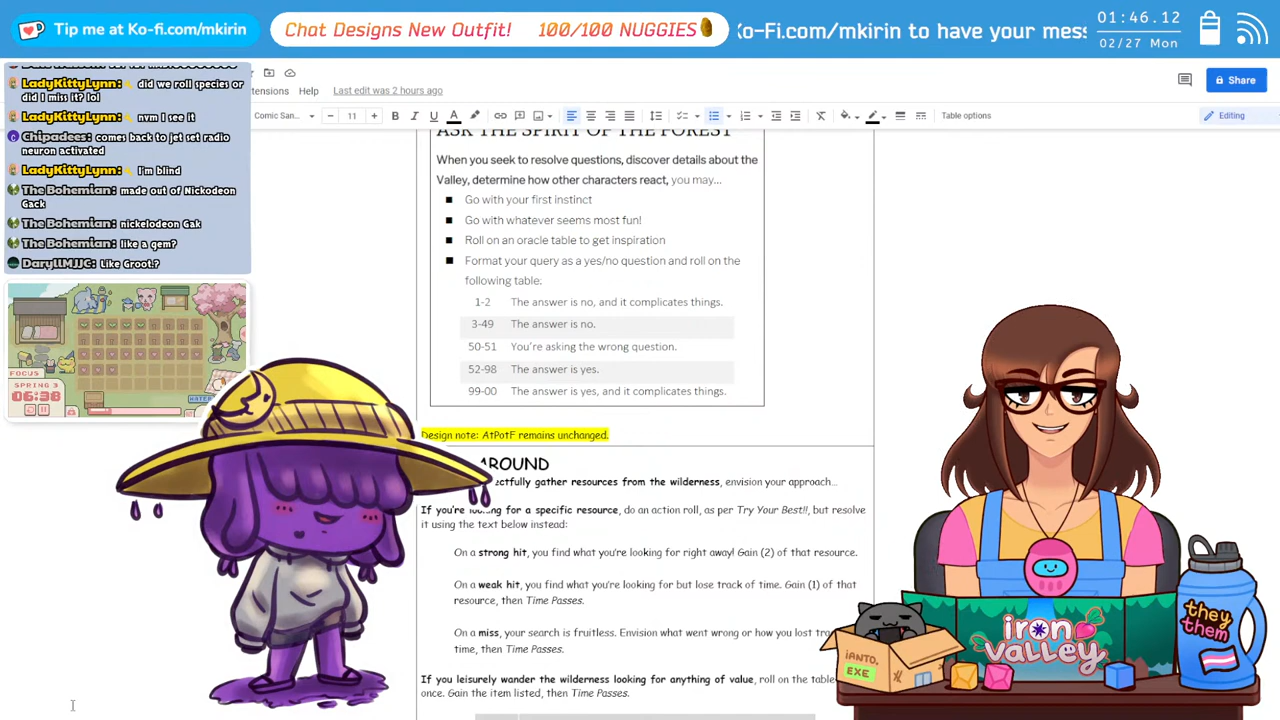 Tip me at Ko-fi.com/mkirin
Chat Designs New Outfit! 100/100 NUGGIES
Ko-Fi.com/mkirin to have your mess
01:46.12
02/27 Mon
LadyKittyLynn: did we roll species or
did I miss it? lol
LadyKittyLynn: nvm I see it
Chipadees: comes back to jet set radio
neuron activated
LadyKittyLynn: I'm blind
The Bohemian: made out of Nickodeon
Gack
The Bohemian: nickelodeon Gak
The Bohemian: like a gem?
DaryllMJJC: Like Groot.?
FOCUS
SPRING 3
06:38
tensions Help Last edit was 2 hours ago
Share
Comic San... 11
Table options
Editing
ASK THE SPIRIT OF THE FOREST
When you seek to resolve questions, discover details about the
Valley, determine how other characters react, you may...
■ Go with your first instinct
■ Go with whatever seems most fun!
■ Roll on an oracle table to get inspiration
■ Format your query as a yes/no question and roll on the
following table:
1-2 The answer is no, and it complicates things.
3-49 The answer is no.
50-51 You're asking the wrong question.
52-98 The answer is yes.
99-00 The answer is yes, and it complicates things.
Design note: AtPotF remains unchanged.
AROUND
ectfully gather resources from the wilderness, envision your approach...
If you're looking for a specific resource, do an action roll, as per Try Your Best!!, but resolve
it using the text below instead:
On a strong hit, you find what you're looking for right away! Gain (2) of that resource.
On a weak hit, you find what you're looking for but lose track of time. Gain (1) of that
resource, then Time Passes.
On a miss, your search is fruitless. Envision what went wrong or how you lost tra
time, then Time Passes.
If you leisurely wander the wilderness looking for anything of value, roll on the table
once. Gain the item listed, then Time Passes.
iANTO.
EXE
iron
valley
they
them